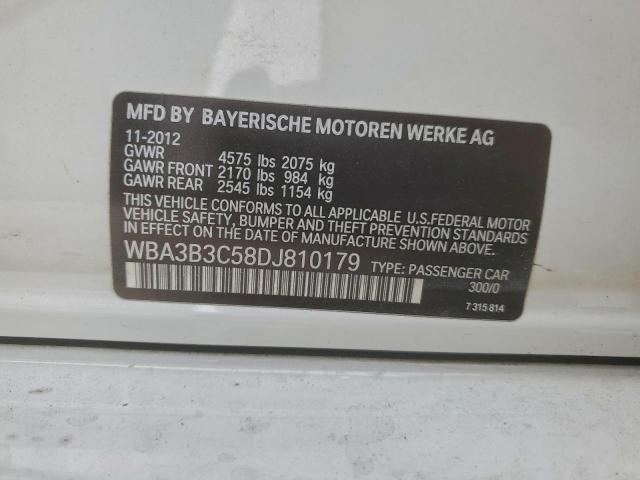 MFD BY BAYERISCHE MOTOREN WERKE AG
11-2012
GVWR 4575 lbs 2075 kg
GAWR FRONT 2170 lbs 984 kg
GAWR REAR 2545 lbs 1154 kg
THIS VEHICLE CONFORMS TO ALL APPLICABLE U.S.FEDERAL MOTOR
VEHICLE SAFETY, BUMPER AND THEFT PREVENTION STANDARDS
IN EFFECT ON THE DATE OF MANUFACTURE SHOWN ABOVE.
WBA3B3C58DJ810179 TYPE: PASSENGER CAR
300/0
7 315 814